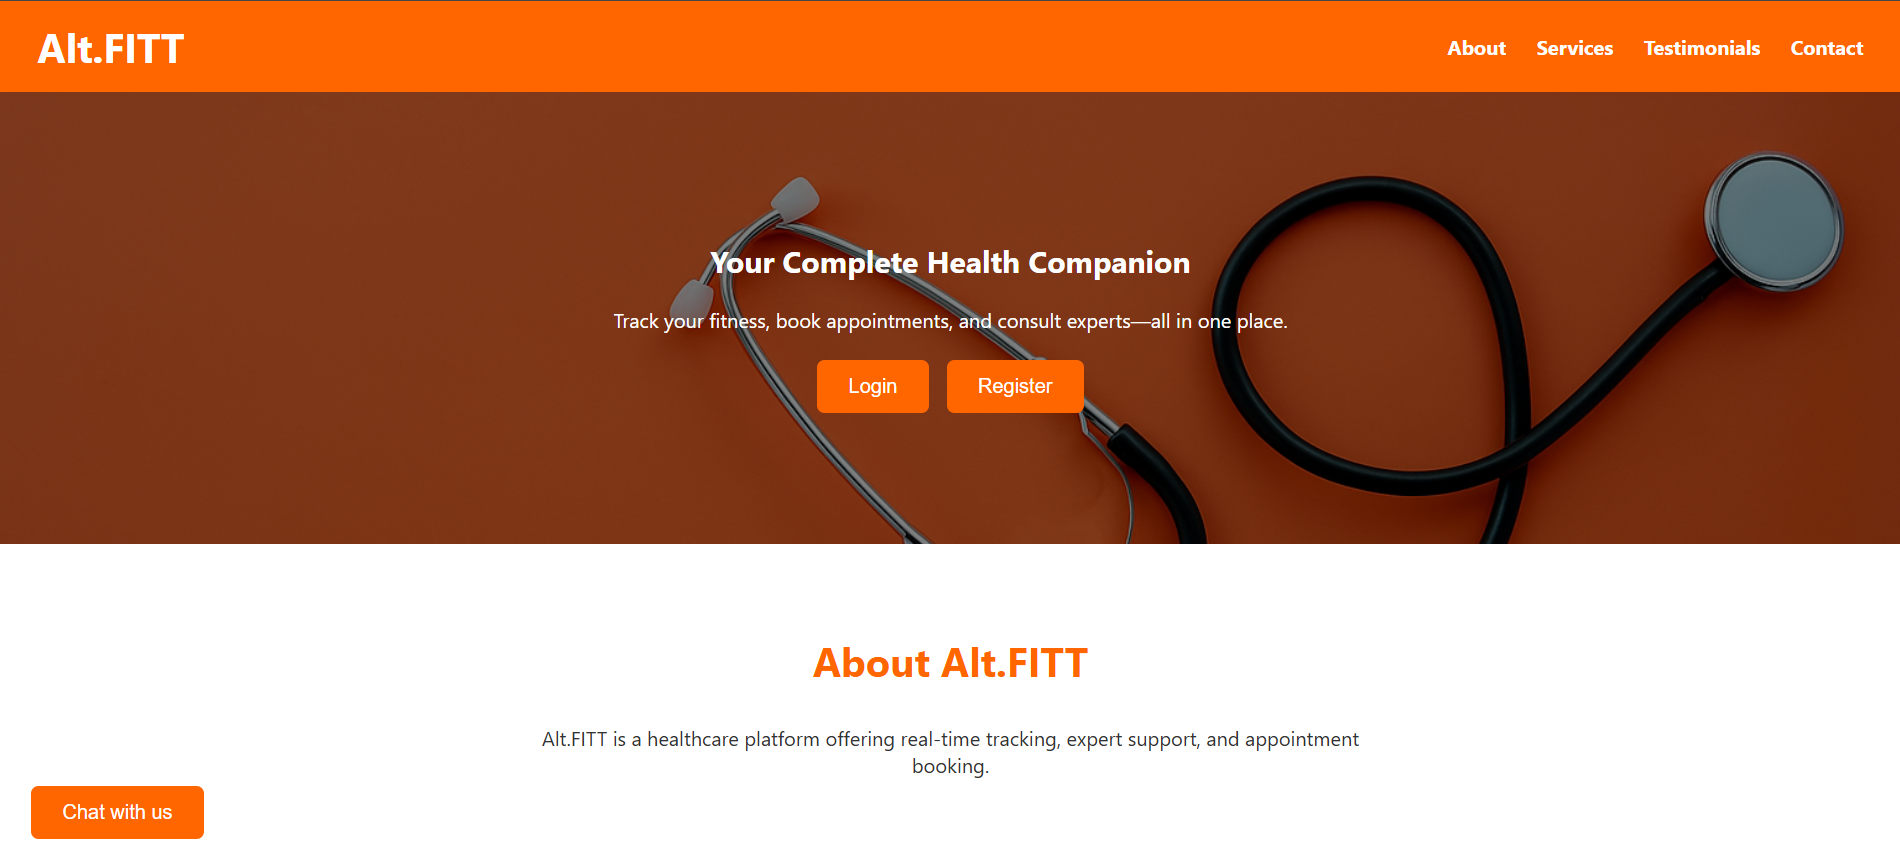 Alt.FITT
About Services Testimonials Contact
Your Complete Health Companion
Track your fitness, book appointments, and consult experts—all in one place.
Login Register
About Alt.FITT
Alt.FITT is a healthcare platform offering real-time tracking, expert support, and appointment
booking.
Chat with us